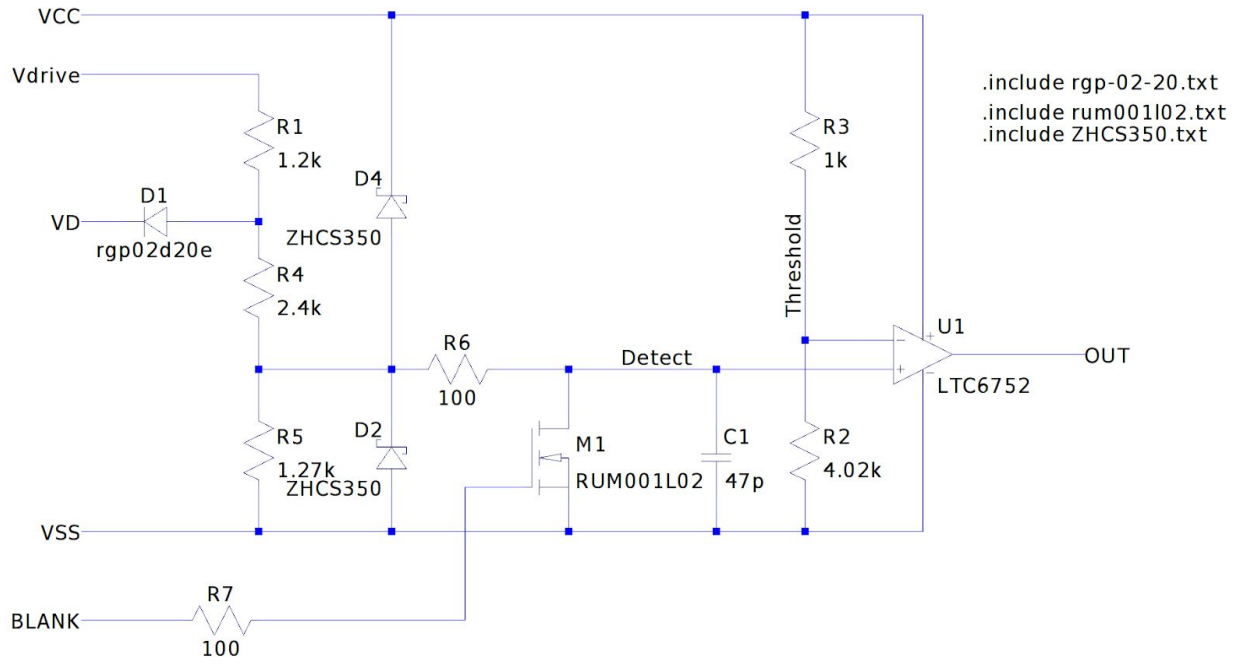 VCC
Vdrive
.include rgp-02-20.txt
.include rum001l02.txt
.include ZHCS350.txt
R1
1.2k
R3
1k
D4
ZHCS350
D1
VD
rgp02d20e
R4
2.4k
Threshold
U1
+
-
+
-
LTC6752
OUT
R6
100
Detect
R5
1.27k
D2
ZHCS350
M1
RUM001L02
C1
47p
R2
4.02k
VSS
R7
100
BLANK